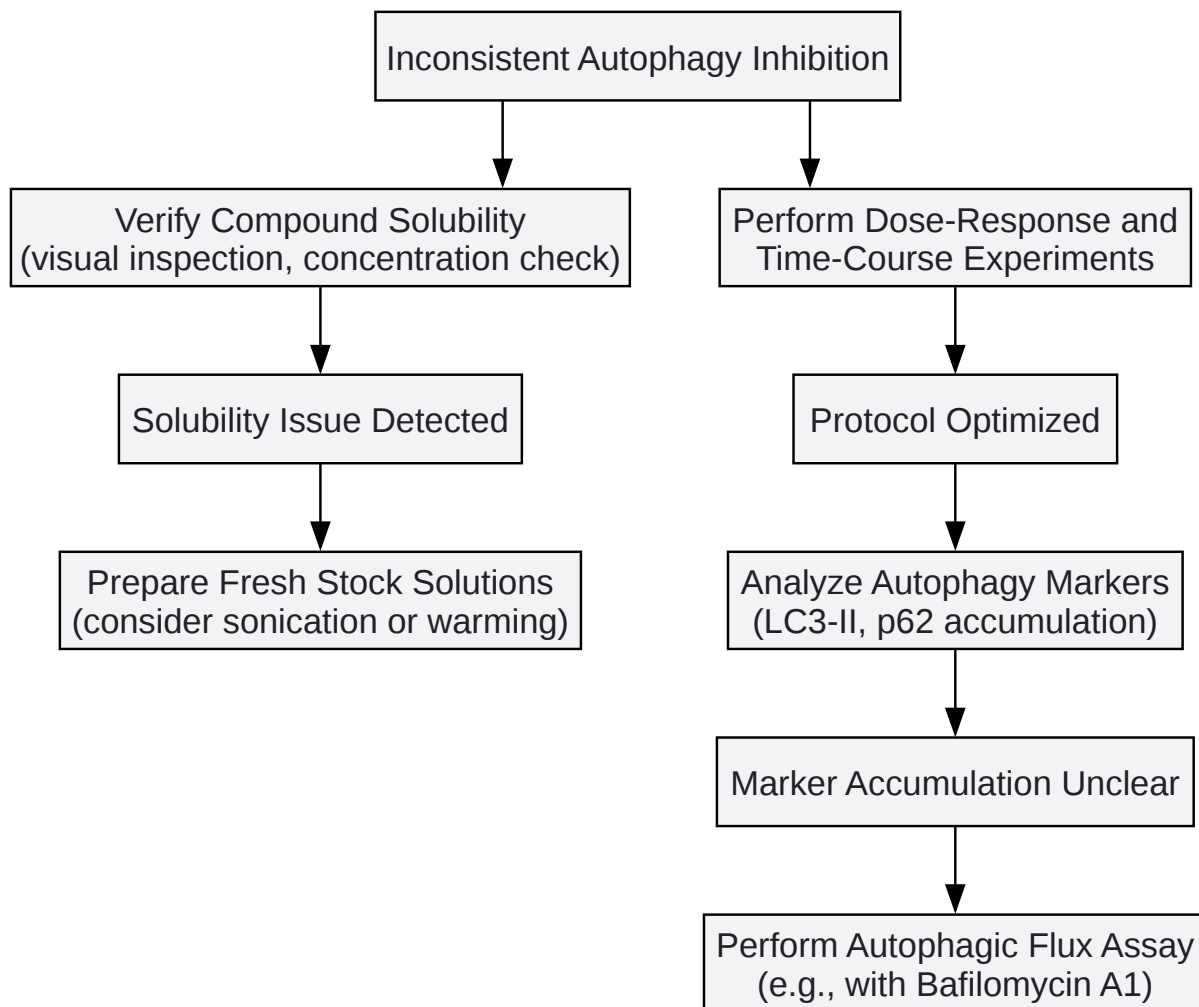 Inconsistent Autophagy Inhibition
Verify Compound Solubility
(visual inspection, concentration check)
Perform Dose-Response and
Time-Course Experiments
Solubility Issue Detected
Protocol Optimized
Prepare Fresh Stock Solutions
(consider sonication or warming)
Analyze Autophagy Markers
(LC3-II, p62 accumulation)
Marker Accumulation Unclear
Perform Autophagic Flux Assay
(e.g., with Bafilomycin A1)